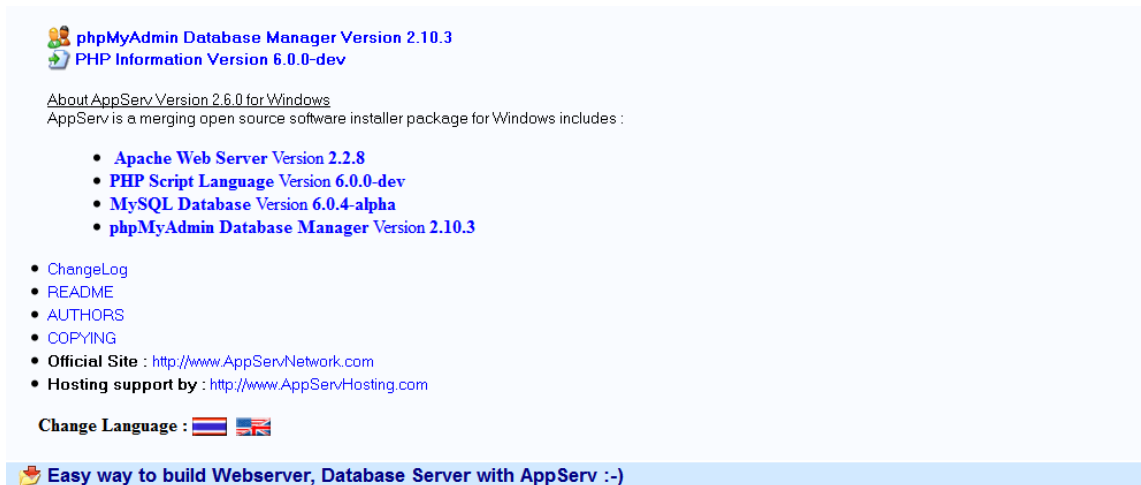 phpMyAdmin Database Manager Version 2.10.3
PHP Information Version 6.0.0-dev
About AppServ Version 2.6.0 for Windows
AppServ is a merging open source software installer package for Windows includes :
Apache Web Server Version 2.2.8
PHP Script Language Version 6.0.0-dev
MySQL Database Version 6.0.4-alpha
phpMyAdmin Database Manager Version 2.10.3
ChangeLog
README
AUTHORS
COPYING
Official Site : http://www.AppServNetwork.com
Hosting support by : http://www.AppServHosting.com
Change Language :
Easy way to build Webserver, Database Server with AppServ :-)